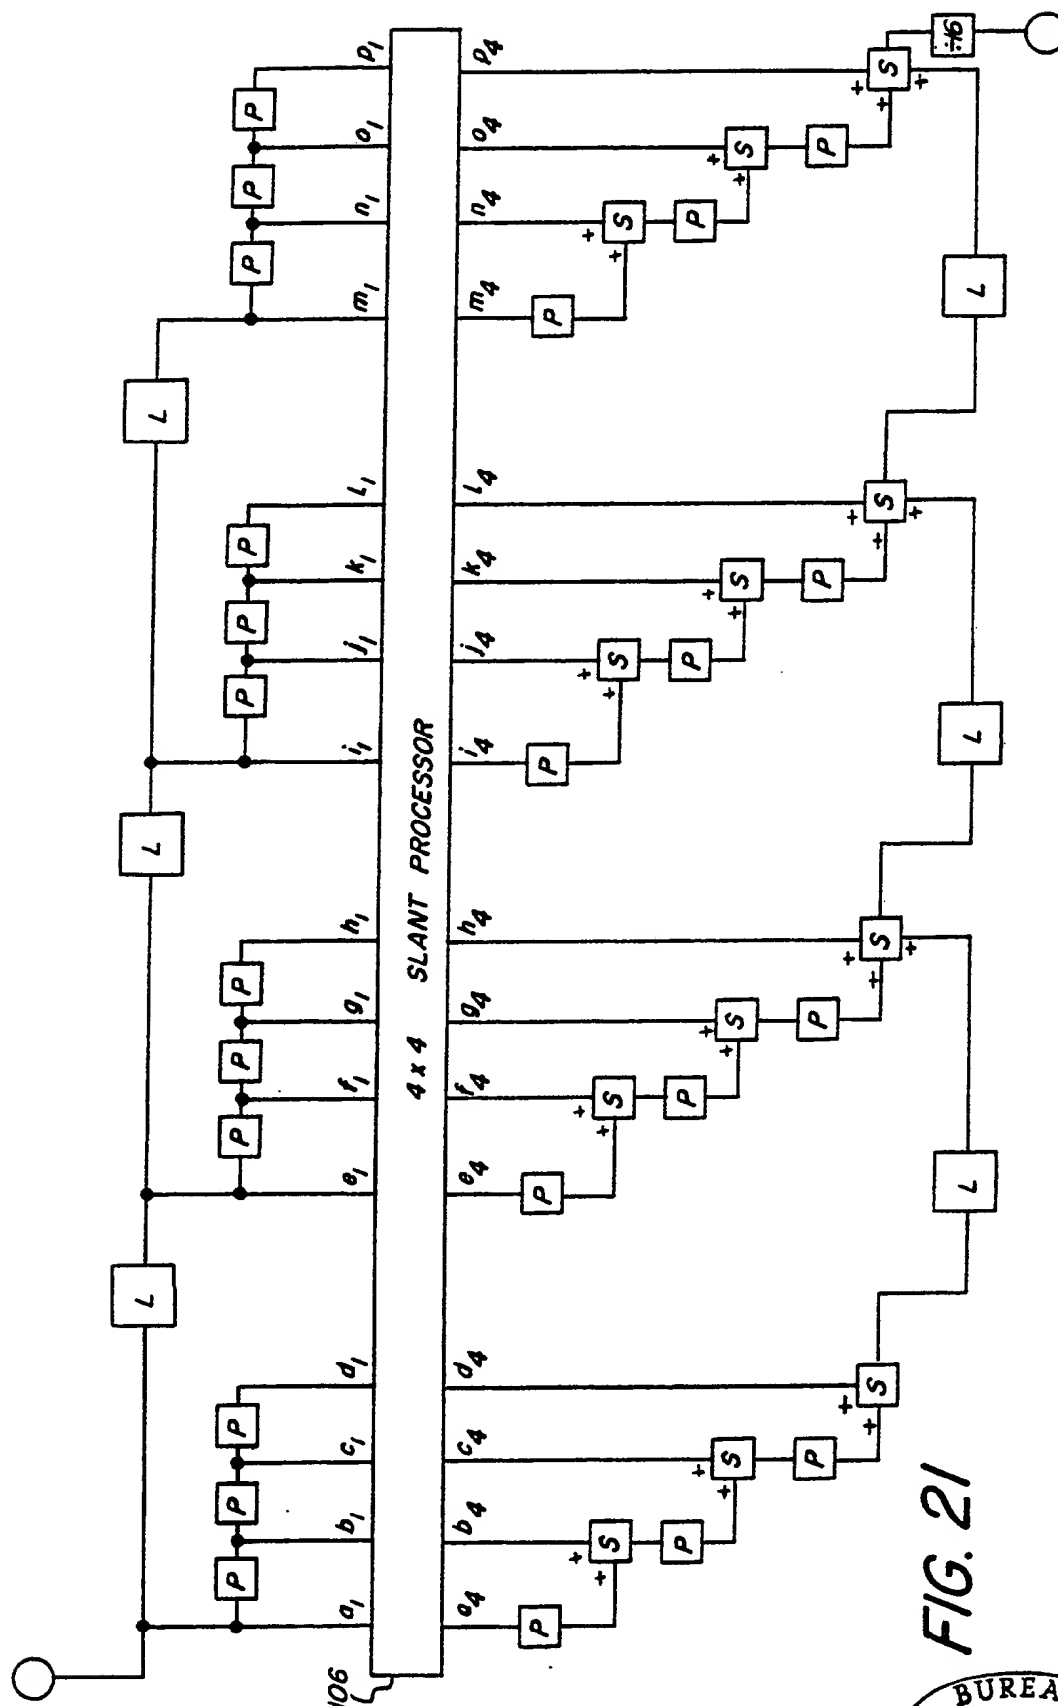 L L L
P P P P P P P P P P P P
a₁ b₁ c₁ d₁ e₁ f₁ g₁ h₁ i₁ j₁ k₁ l₁ m₁ n₁ o₁ p₁
106
4 x 4 SLANT PROCESSOR
a₄ b₄ c₄ d₄ e₄ f₄ g₄ h₄ i₄ j₄ k₄ l₄ m₄ n₄ o₄ p₄
P P P P
+ + S + + S + + S + + S
P P P P
+ + S + + S + + S + + S
P P P P
+ + S + + + S + + + S + + + S
÷16
L L L
FIG. 21
BUREA